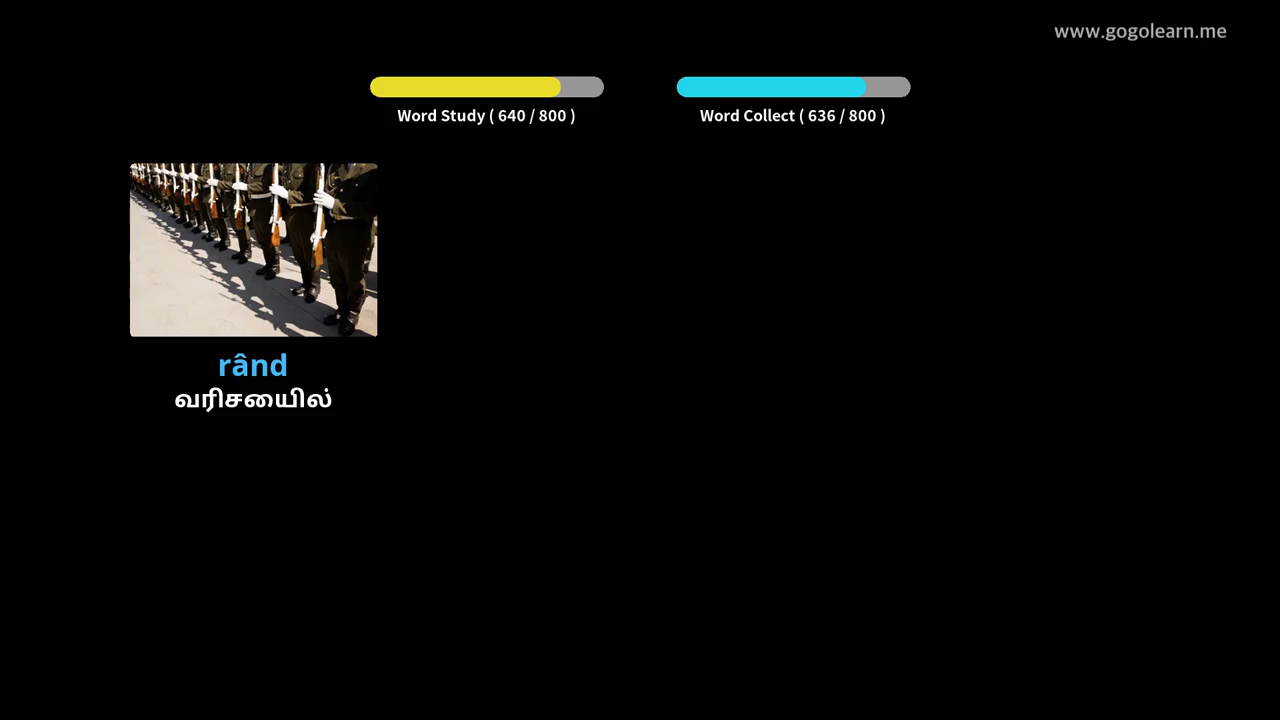 www.gogolearn.me
Word Study ( 640 / 800 )
Word Collect ( 636 / 800 )
rând
வரிசையில்